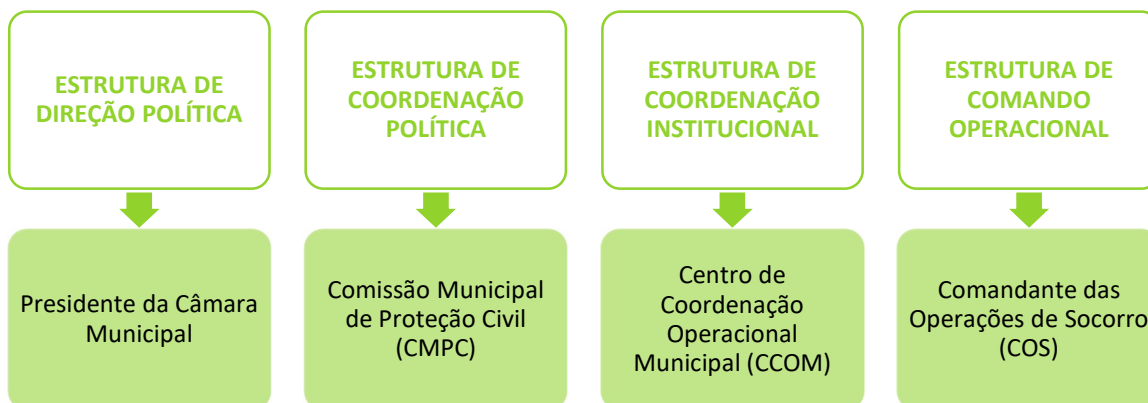 ESTRUTURA DE
DIREÇÃO POLÍTICA
ESTRUTURA DE
COORDENAÇÃO
POLÍTICA
ESTRUTURA DE
COORDENAÇÃO
INSTITUCIONAL
ESTRUTURA DE
COMANDO
OPERACIONAL
Presidente da Câmara
Municipal
Comissão Municipal
de Proteção Civil
(CMPC)
Centro de
Coordenação
Operacional
Municipal (CCOM)
Comandante das
Operações de Socorro
(COS)